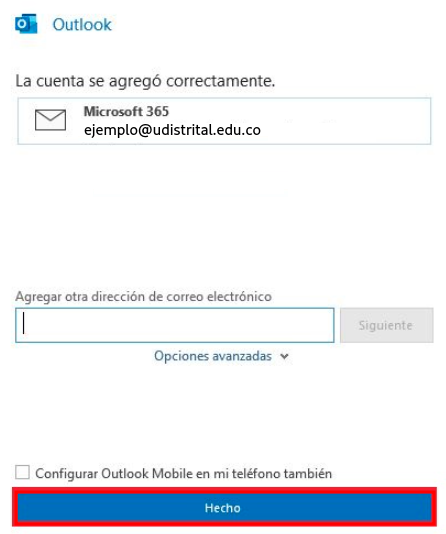 Outlook
La cuenta se agregó correctamente.
Microsoft 365
ejemplo@udistrital.edu.co
Agregar otra dirección de correo electrónico
Siguiente
Opciones avanzadas
Configurar Outlook Mobile en mi teléfono también
Hecho